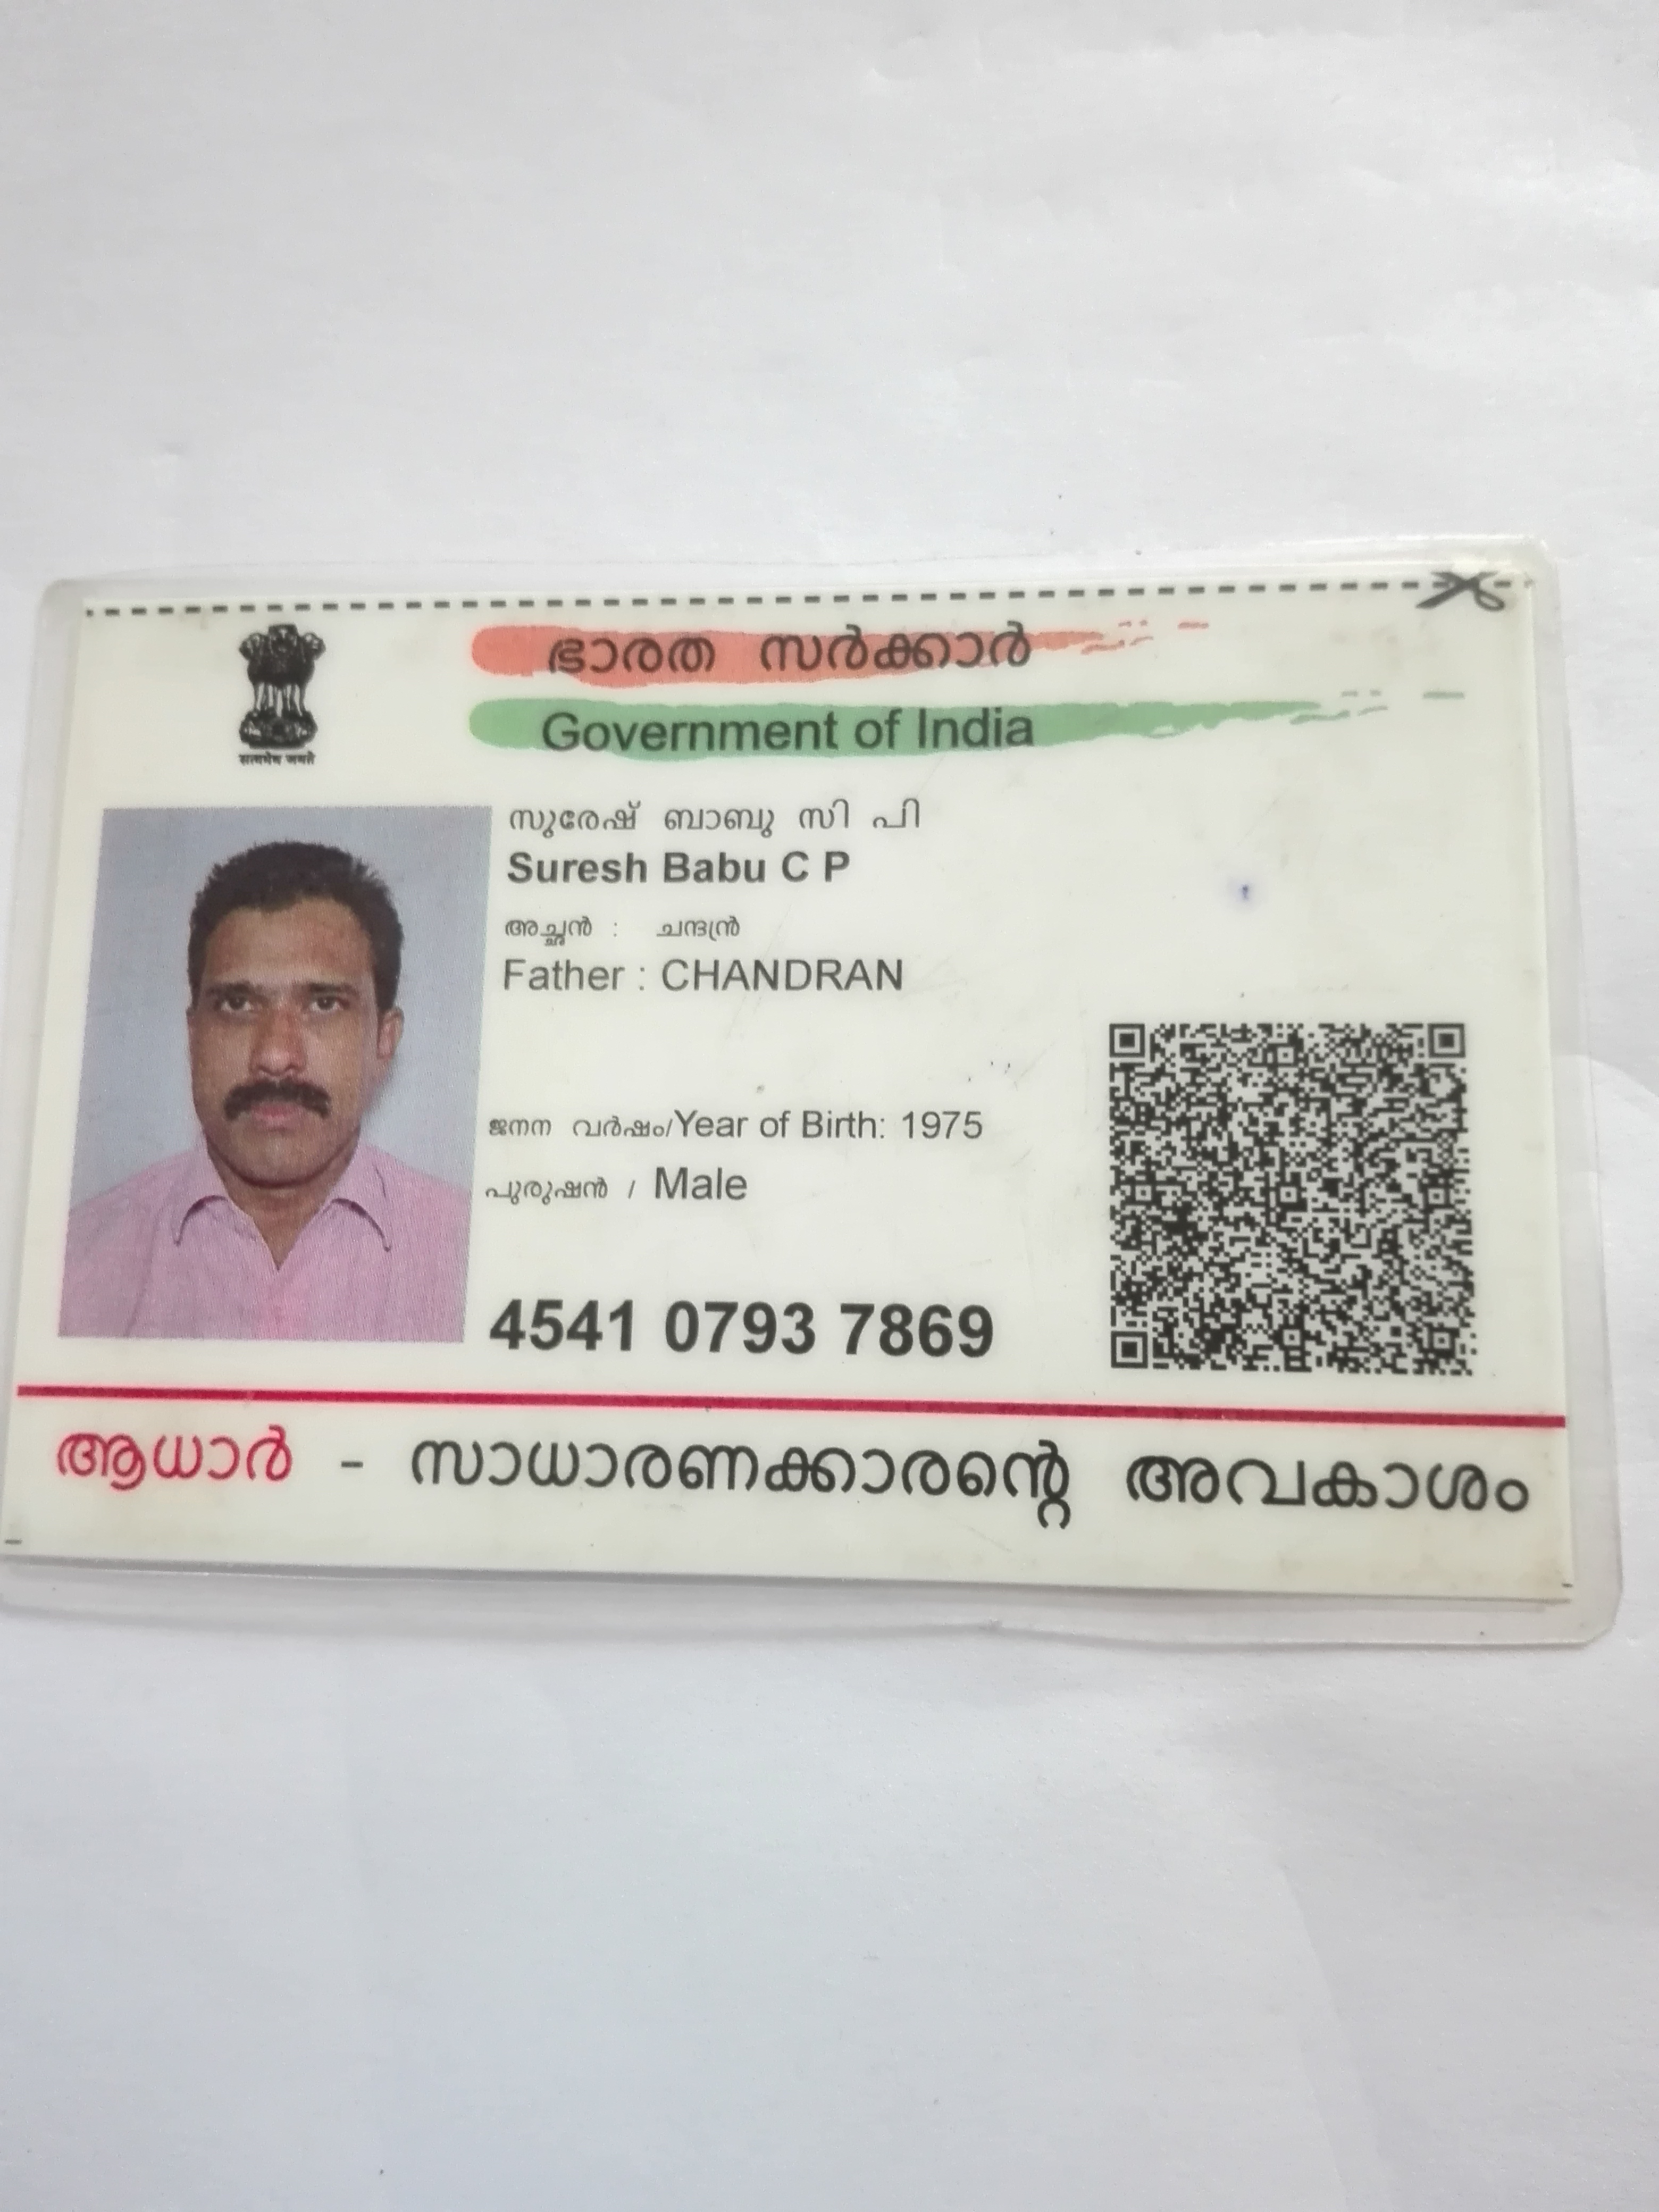 ഭാരത സർക്കാർ
Government of India
सत्यमेव जयते
സുരേഷ് ബാബു സി പി
Suresh Babu C P
അച്ഛൻ : ചന്ദ്രൻ
Father : CHANDRAN
ജനന വർഷം/Year of Birth: 1975
പുരുഷൻ / Male
4541 0793 7869
ആധാർ - സാധാരണക്കാരന്റെ അവകാശം